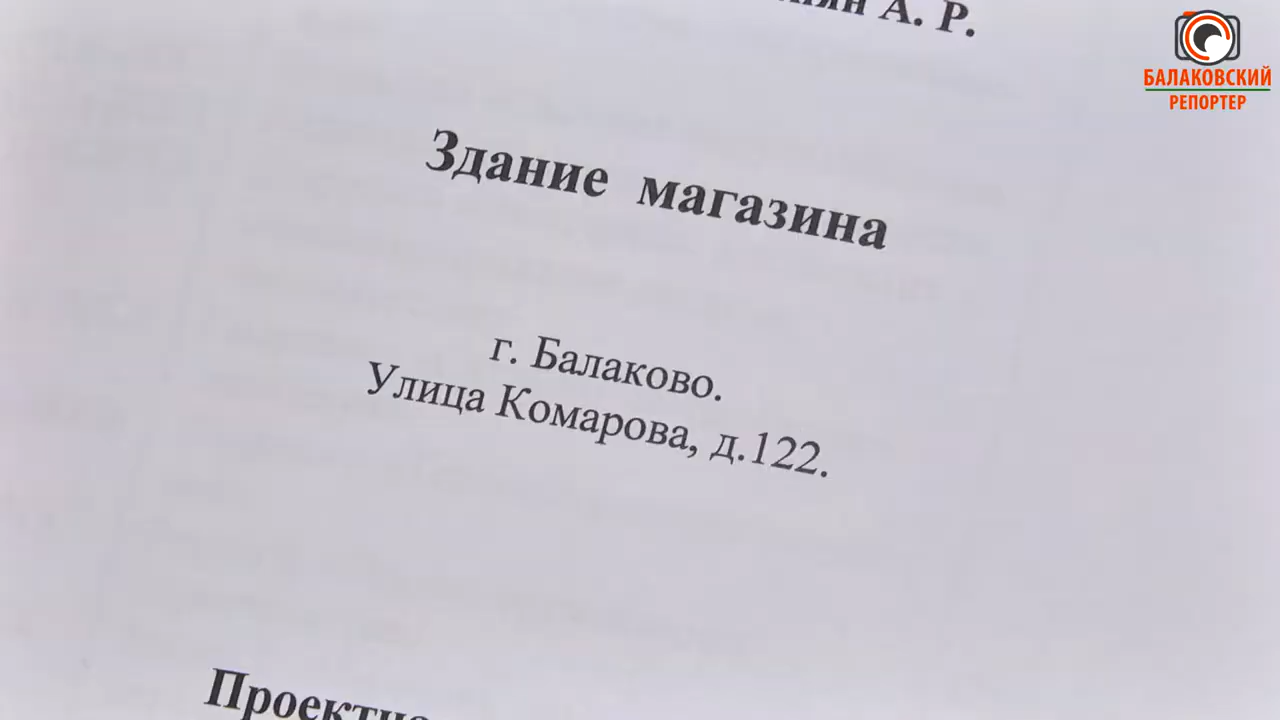 А. Р.
БАЛАКОВСКИЙ
РЕПОРТЕР
Здание магазина
г. Балаково.
Улица Комарова, д.122.